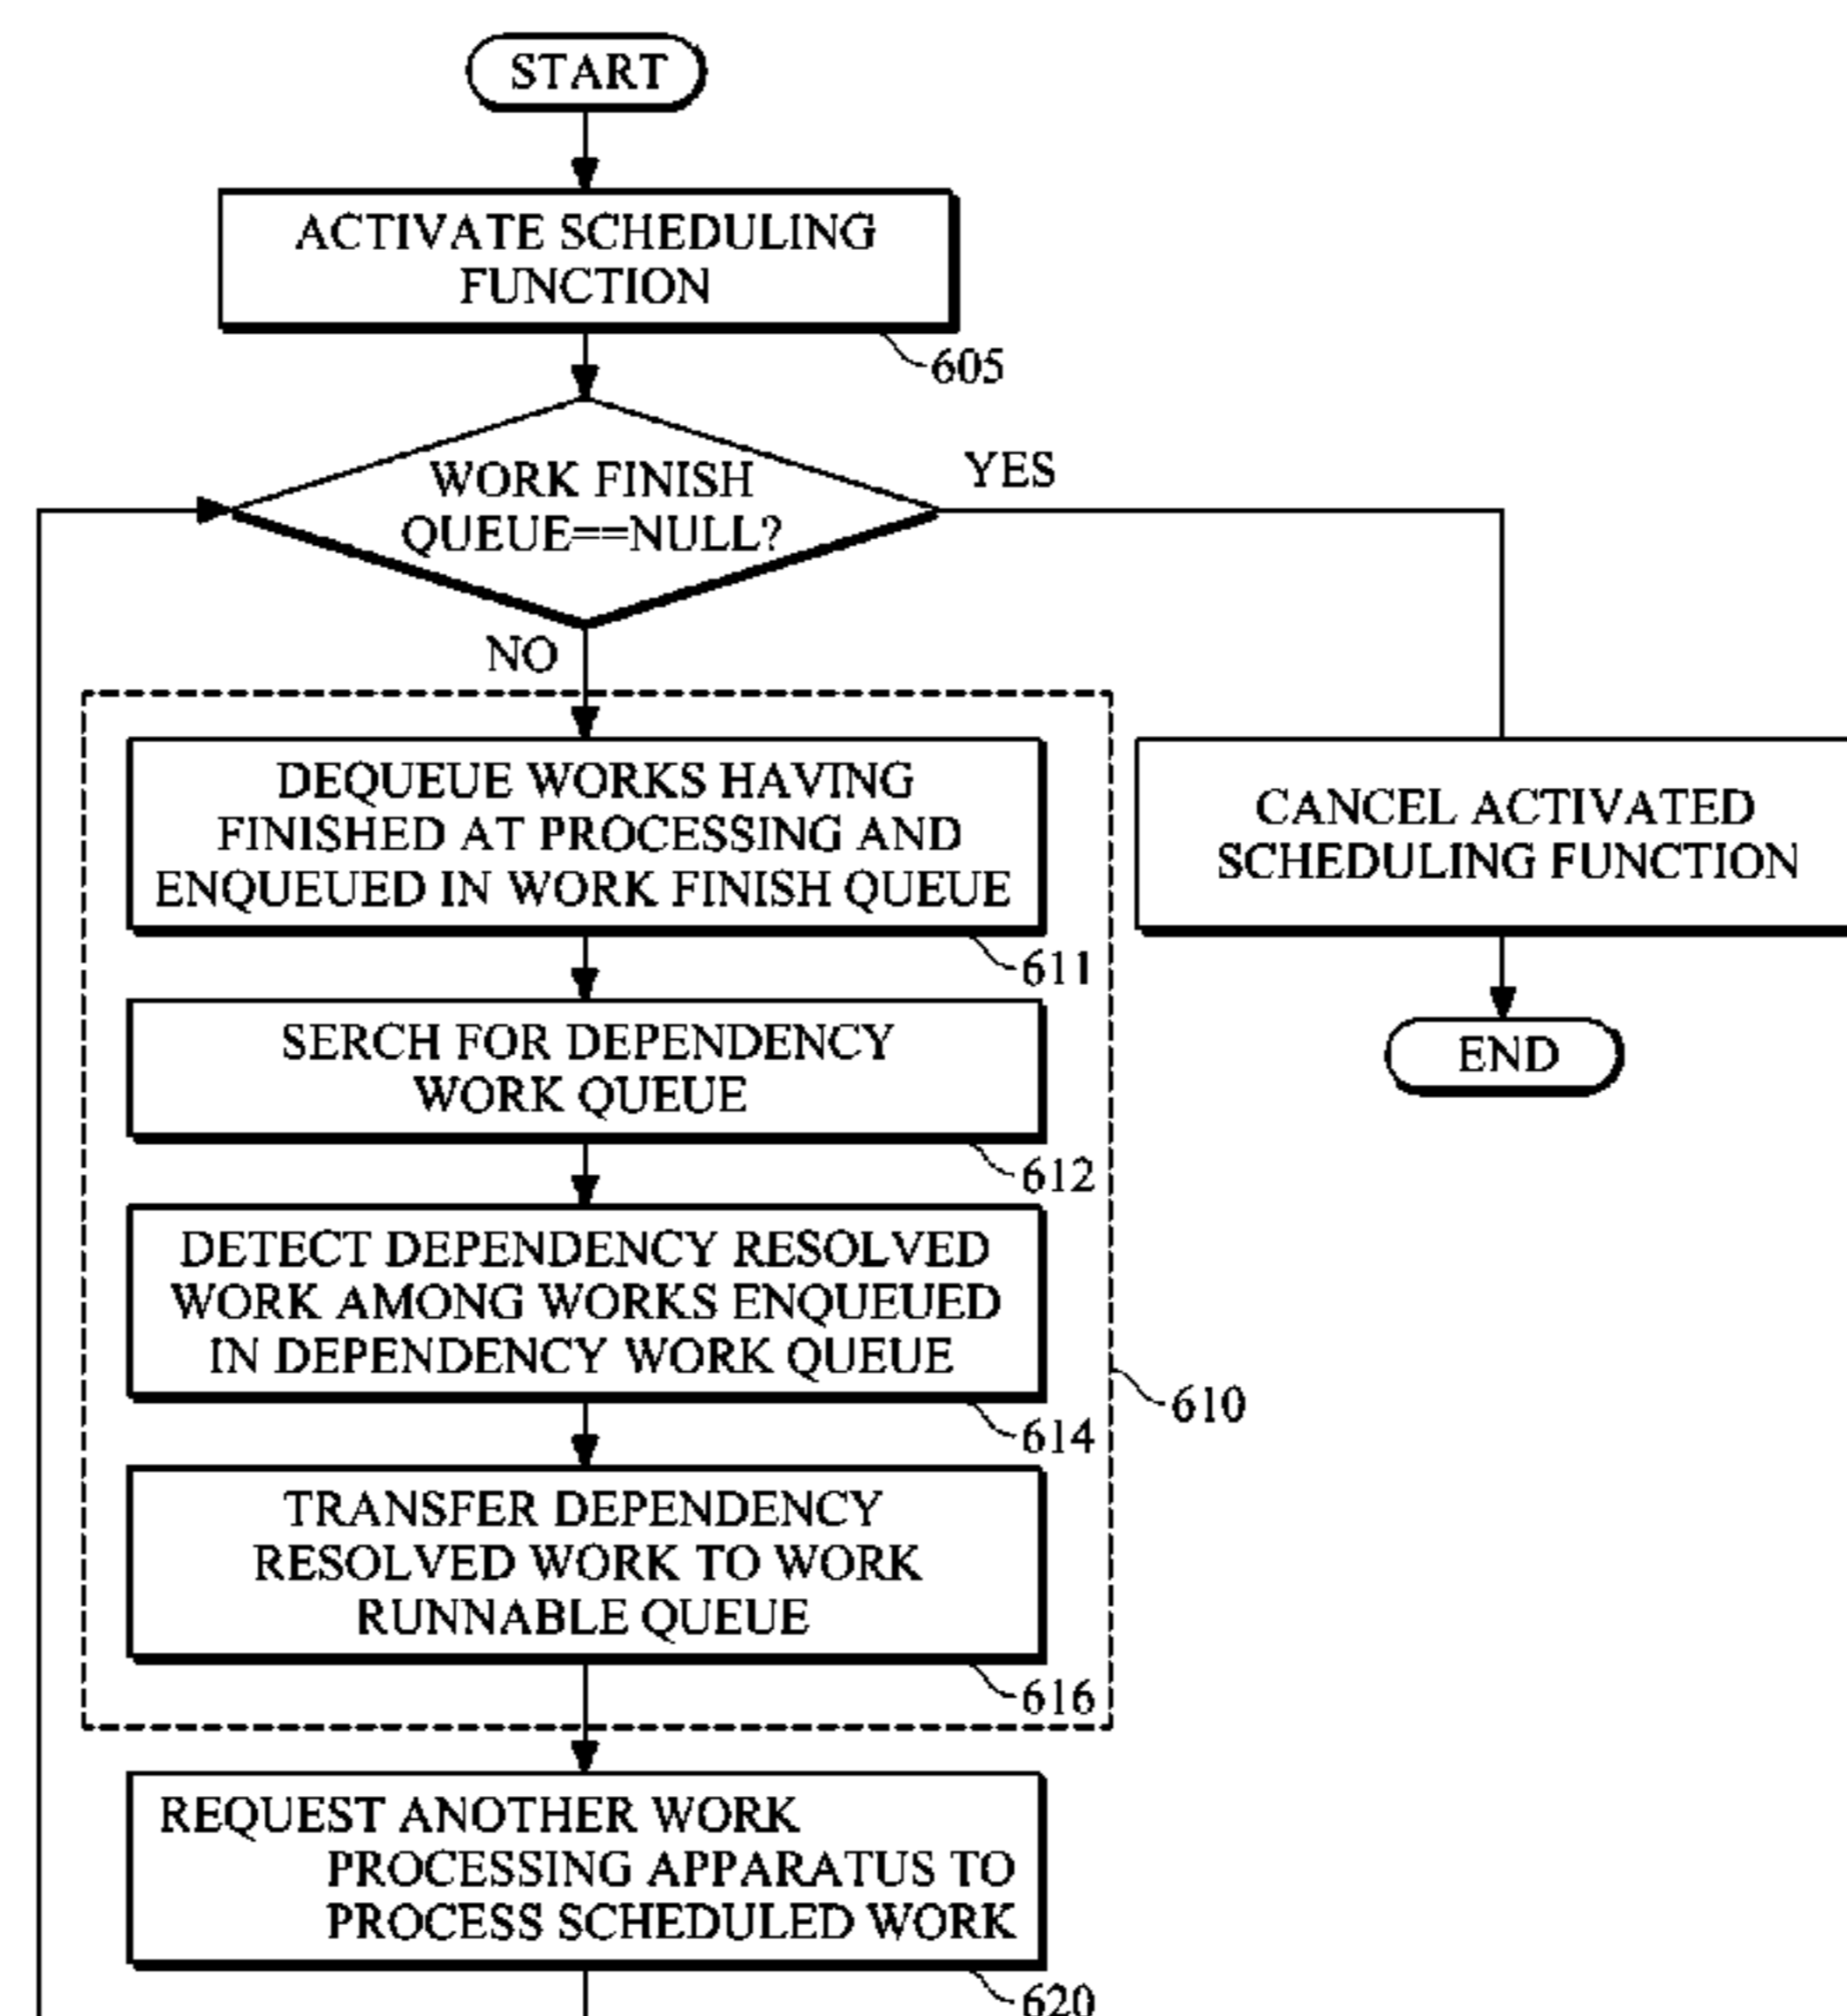 START
ACTIVATE SCHEDULING
FUNCTION
605
WORK FINISH
QUEUE==NULL?
YES
NO
DEQUEUE WORKS HAVING
FINISHED AT PROCESSING AND
ENQUEUED IN WORK FINISH QUEUE
611
CANCEL ACTIVATED
SCHEDULING FUNCTION
END
SERCH FOR DEPENDENCY
WORK QUEUE
612
DETECT DEPENDENCY RESOLVED
WORK AMONG WORKS ENQUEUED
IN DEPENDENCY WORK QUEUE
614
610
TRANSFER DEPENDENCY
RESOLVED WORK TO WORK
RUNNABLE QUEUE
616
REQUEST ANOTHER WORK
PROCESSING APPARATUS TO
PROCESS SCHEDULED WORK
620